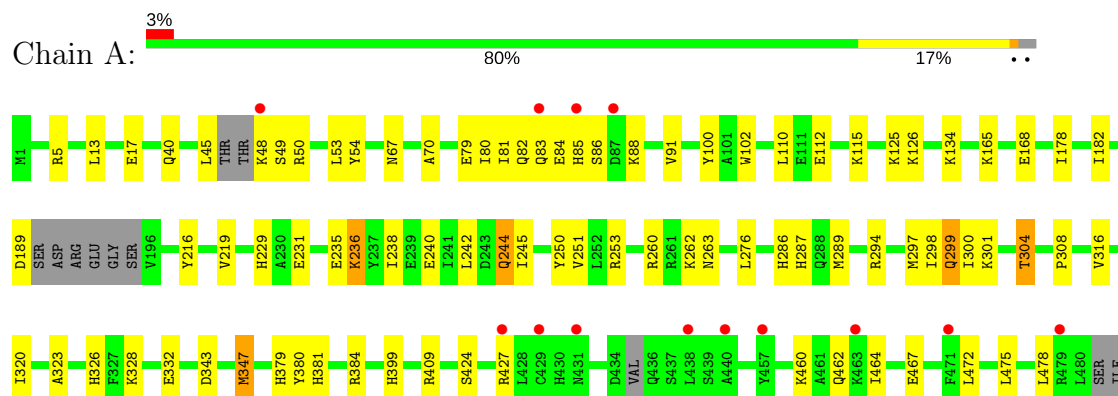 3%
Chain A:
80% 17% ••
M1 R5 L13 E17 Q40 L45 THR THR K48 S49 R50 L53 Y54 N67 A70 E79 I80 I81 Q82 Q83 E84 H85 S86 D87 K88 V91 Y100 A101 W102 L110 E111 E112 K115 K125 K126 K134 K165 E168 I178 I182
D189 SER ASP ARG GLU GLY SER V196 Y216 V219 H229 A230 E231 E235 K236 Y237 I238 E239 E240 I241 L242 D243 Q244 I245 Y250 V251 L252 R253 R260 R261 K262 N263 L276 H286 H287 Q288 M289 R294 M297 I298 Q299 I300 K301 T304 P308 V316
I320 A323 H326 F327 K328 E332 D343 M347 H379 Y380 H381 R384 H399 R409 S424 R427 L428 C429 H430 N431 D434 VAL Q436 S437 L438 S439 A440 Y457 K460 A461 Q462 K463 I464 E467 F471 L472 L475 L478 R479 L480 SER ILE